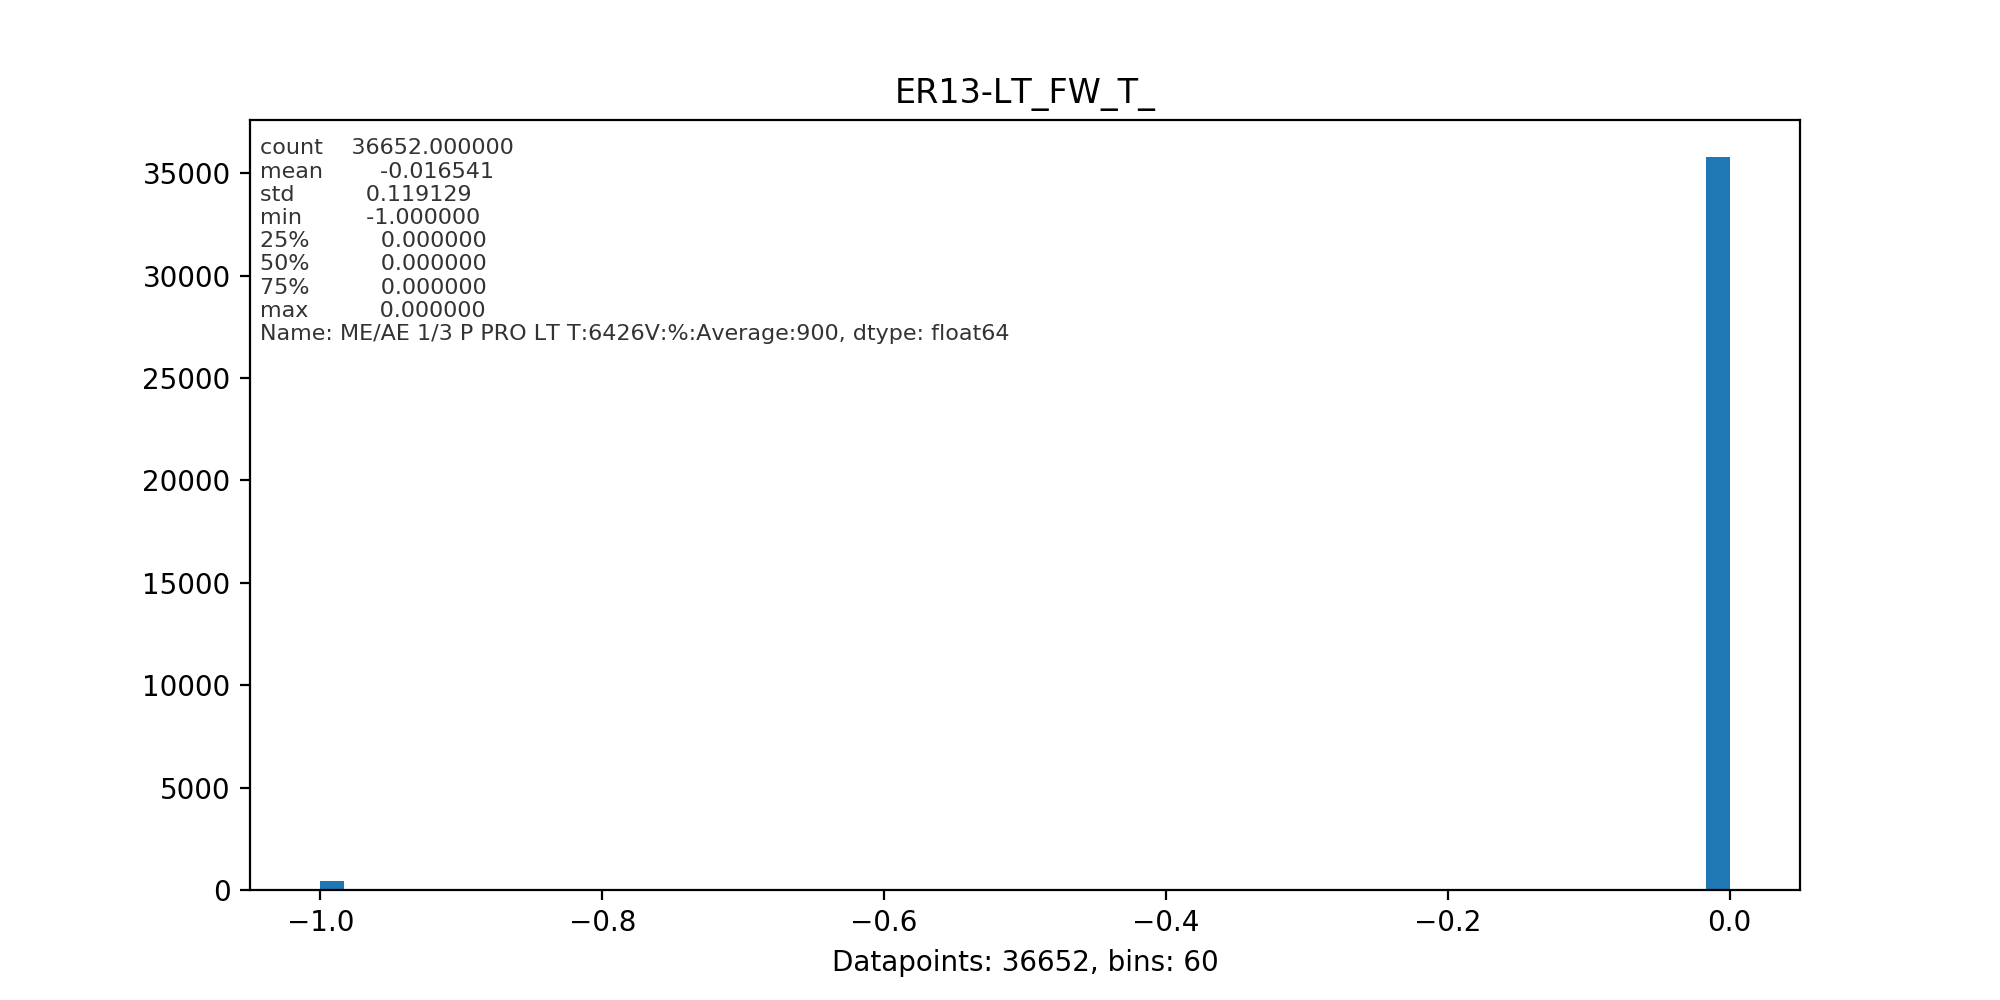 ER13-LT_FW_T_
count 36652.000000
mean -0.016541
std 0.119129
min -1.000000
25% 0.000000
50% 0.000000
75% 0.000000
max 0.000000
Name: ME/AE 1/3 P PRO LT T:6426V:%:Average:900, dtype: float64
35000
30000
25000
20000
15000
10000
5000
0
−1.0 −0.8 −0.6 −0.4 −0.2 0.0
Datapoints: 36652, bins: 60